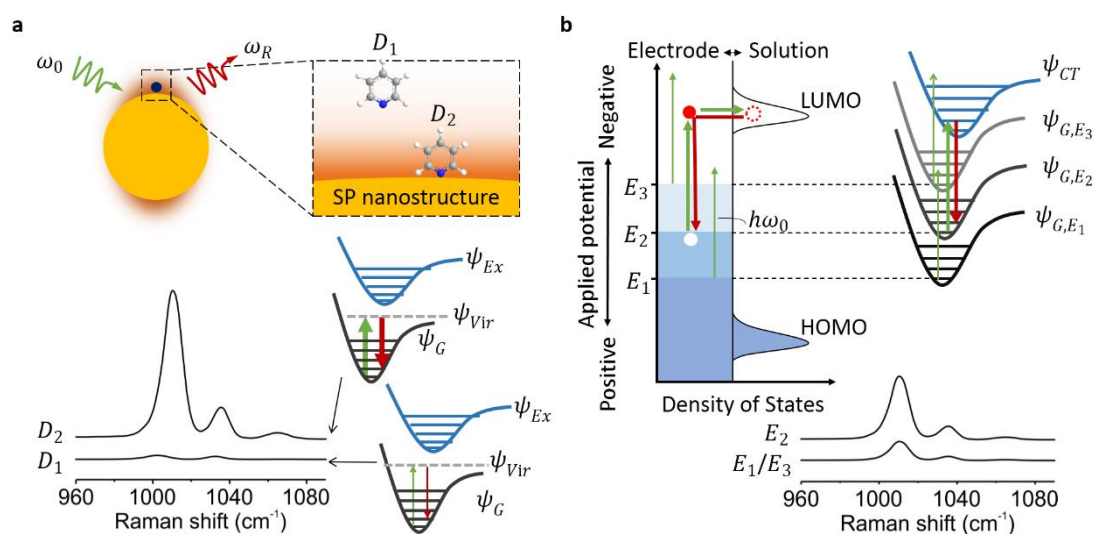 a
ω0
ωR
D1
D2
SP nanostructure
ψEx
ψVir
ψG
ψEx
ψVir
ψG
D2
D1
960 1000 1040 1080
Raman shift (cm-1)
b
Electrode Solution
Negative
Applied potential
Positive
LUMO
E3
E2
E1
hω0
HOMO
Density of States
ψCT
ψG,E3
ψG,E2
ψG,E1
E2
E1/E3
960 1000 1040 1080
Raman shift (cm-1)